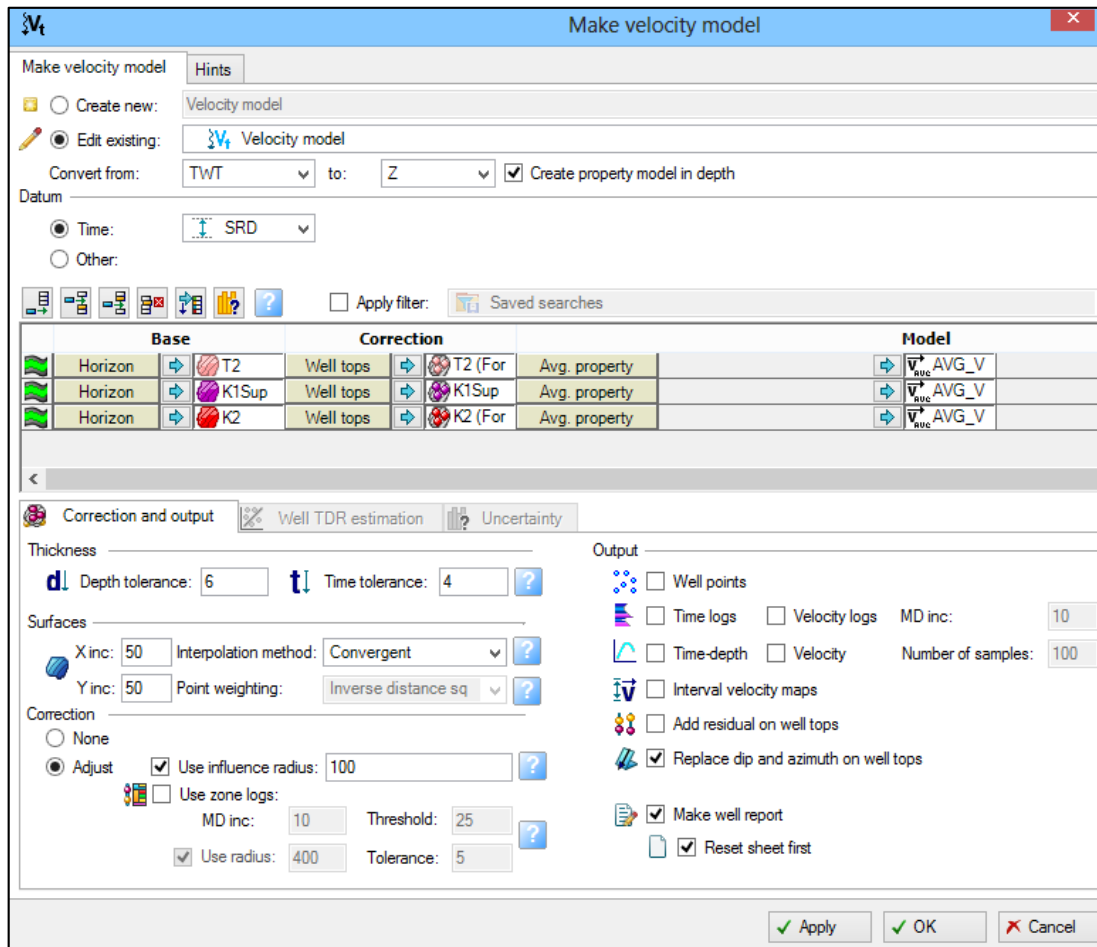 Vt Make velocity model
Make velocity model Hints
Create new: Velocity model
Edit existing: Vt Velocity model
Convert from: TWT to: Z Create property model in depth
Datum
Time: SRD
Other:
? Apply filter: Saved searches
Base Correction Model
Horizon T2 Well tops T2 (For Avg. property V AVG AVG_V
Horizon K1Sup Well tops K1Sup Avg. property V AVG AVG_V
Horizon K2 Well tops K2 (For Avg. property V AVG AVG_V
Correction and output Well TDR estimation ? Uncertainty
Thickness Output
d Depth tolerance: 6 t Time tolerance: 4 ? Well points
Surfaces Time logs Velocity logs MD inc: 10
X inc: 50 Interpolation method: Convergent ? Time-depth Velocity Number of samples: 100
Y inc: 50 Point weighting: Inverse distance sq ? V Interval velocity maps
Correction
None Add residual on well tops
Adjust Use influence radius: 100 ? Replace dip and azimuth on well tops
Use zone logs:
MD inc: 10 Threshold: 25 ? Make well report
Use radius: 400 Tolerance: 5 Reset sheet first
Apply OK Cancel